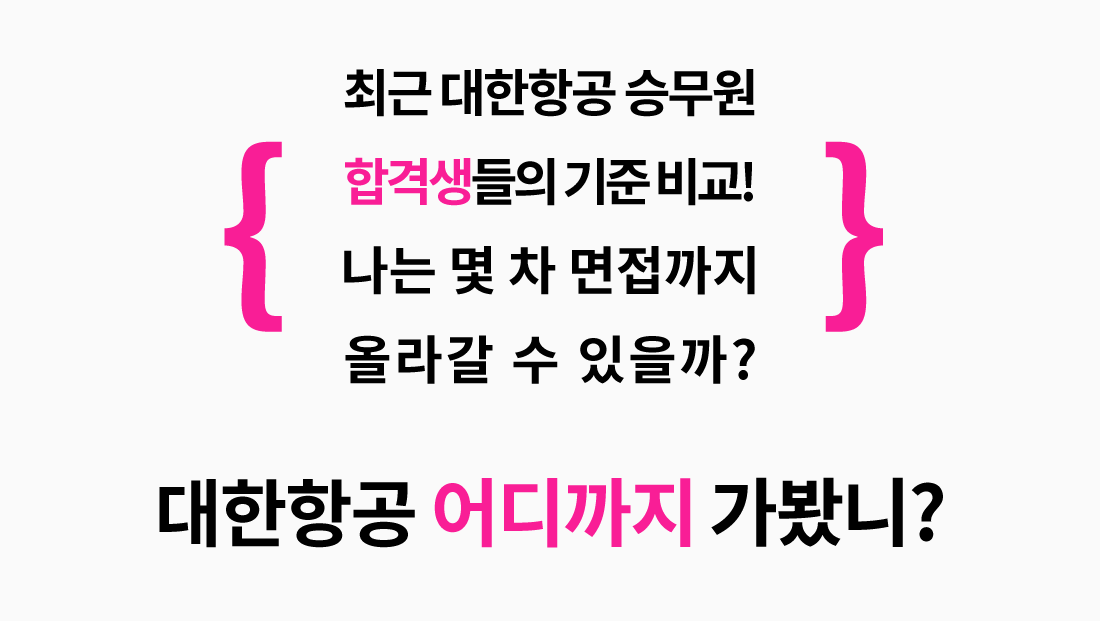 최근 대한항공 승무원
합격생들의 기준 비교!
나는 몇 차 면접까지
올라갈 수 있을까?
{ }
대한항공 어디까지 가봤니?